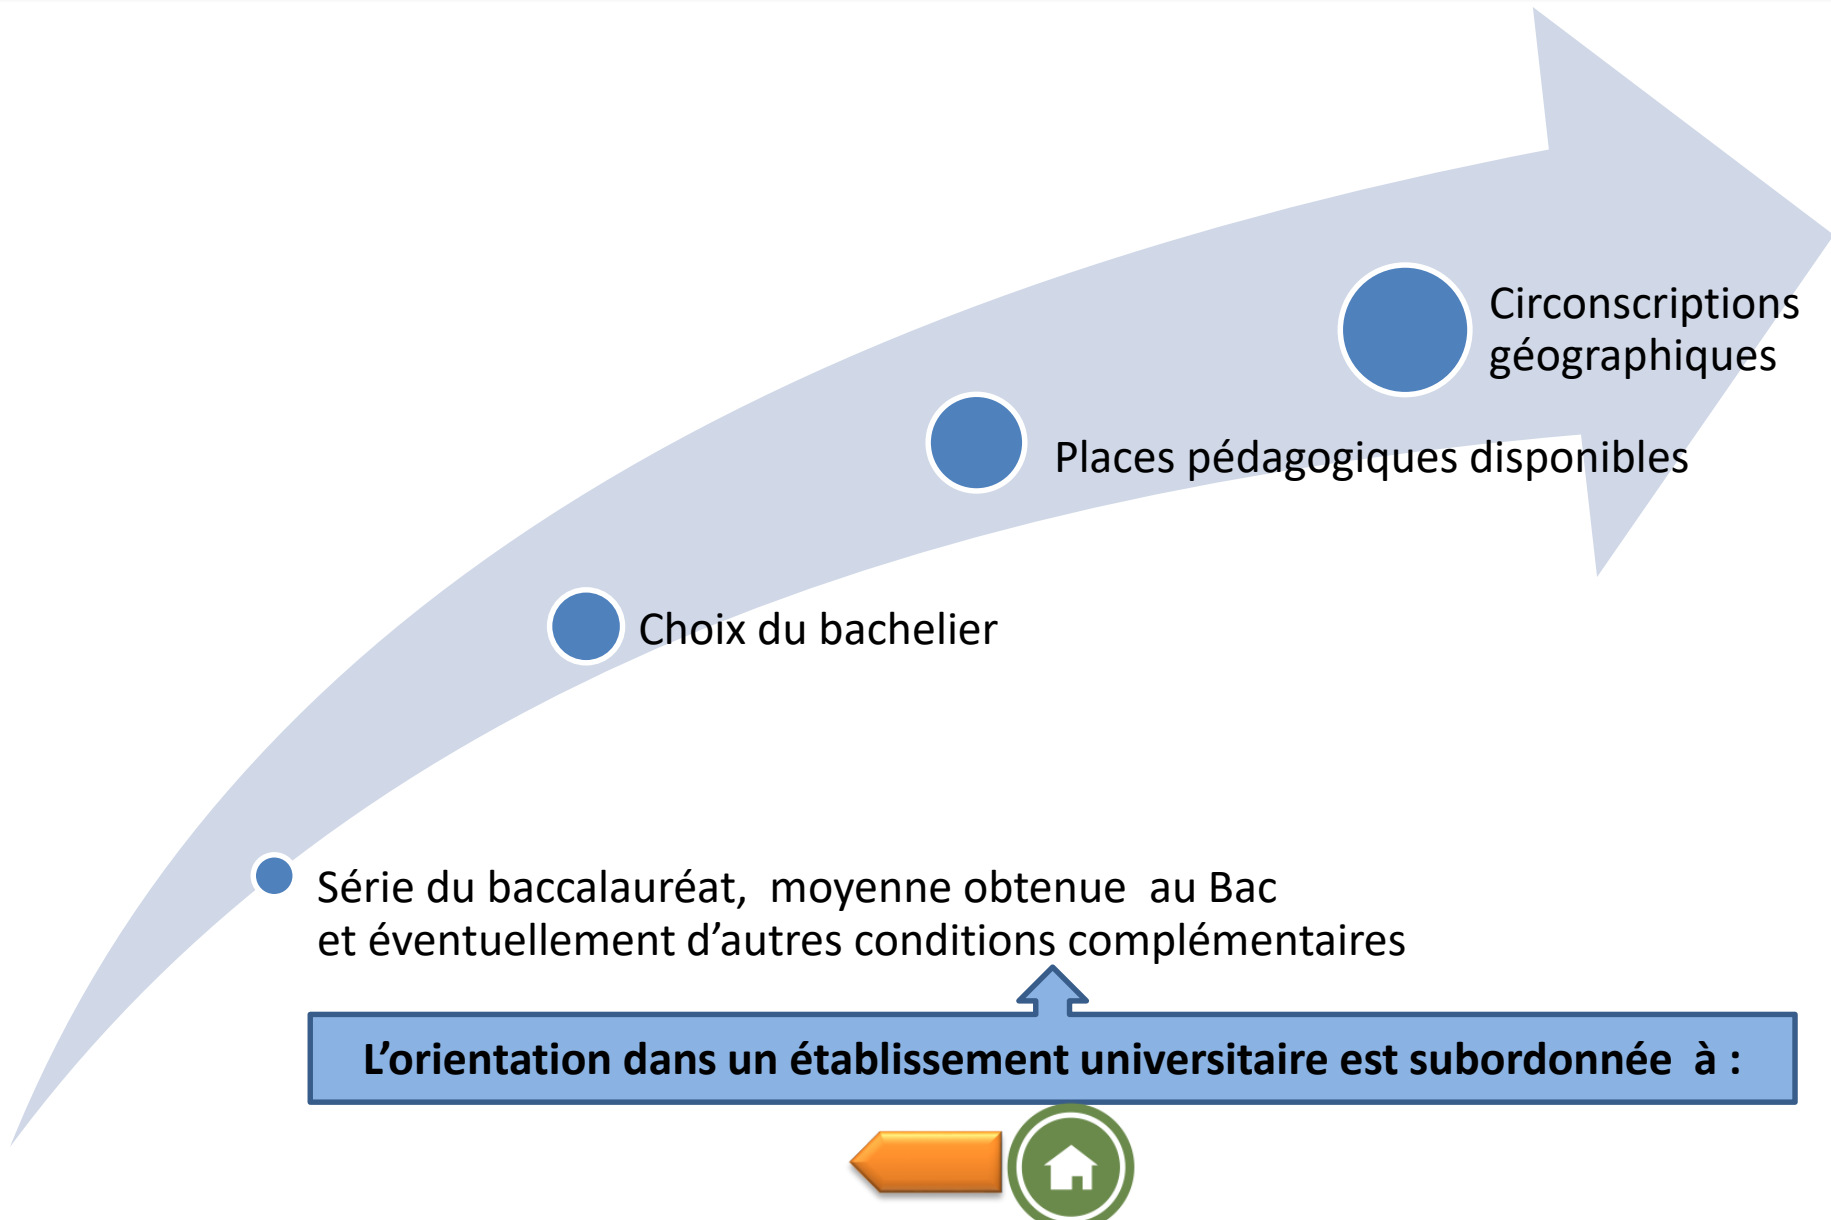 Circonscriptions
géographiques
Places pédagogiques disponibles
Choix du bachelier
Série du baccalauréat, moyenne obtenue au Bac
et éventuellement d’autres conditions complémentaires
L’orientation dans un établissement universitaire est subordonnée à :